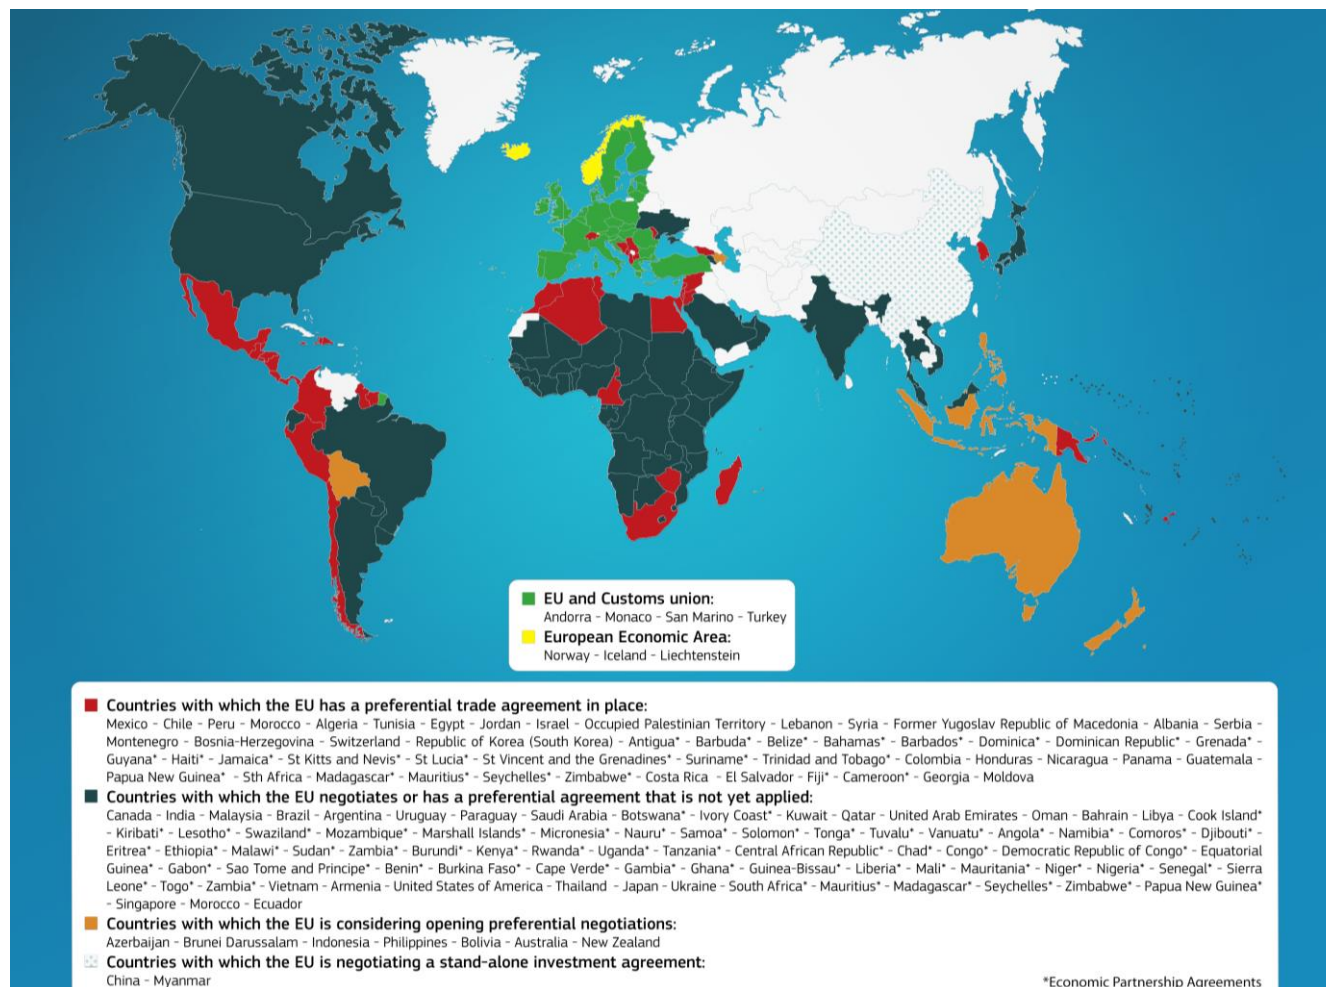 EU and Customs union:
Andorra - Monaco - San Marino - Turkey
European Economic Area:
Norway - Iceland - Liechtenstein
Countries with which the EU has a preferential trade agreement in place:
Mexico - Chile - Peru - Morocco - Algeria - Tunisia - Egypt - Jordan - Israel - Occupied Palestinian Territory - Lebanon - Syria - Former Yugoslav Republic of Macedonia - Albania - Serbia -
Montenegro - Bosnia-Herzegovina - Switzerland - Republic of Korea (South Korea) - Antigua* - Barbuda* - Belize* - Bahamas* - Barbados* - Dominica* - Dominican Republic* - Grenada* -
Guyana* - Haiti* - Jamaica* - St Kitts and Nevis* - St Lucia* - St Vincent and the Grenadines* - Suriname* - Trinidad and Tobago* - Colombia - Honduras - Nicaragua - Panama - Guatemala -
Papua New Guinea* - Sth Africa - Madagascar* - Mauritius* - Seychelles* - Zimbabwe* - Costa Rica - El Salvador - Fiji* - Cameroon* - Georgia - Moldova
Countries with which the EU negotiates or has a preferential agreement that is not yet applied:
Canada - India - Malaysia - Brazil - Argentina - Uruguay - Paraguay - Saudi Arabia - Botswana* - Ivory Coast* - Kuwait - Qatar - United Arab Emirates - Oman - Bahrain - Libya - Cook Island*
- Kiribati* - Lesotho* - Swaziland* - Mozambique* - Marshall Islands* - Micronesia* - Nauru* - Samoa* - Solomon* - Tonga* - Tuvalu* - Vanuatu* - Angola* - Namibia* - Comoros* - Djibouti* -
Eritrea* - Ethiopia* - Malawi* - Sudan* - Zambia* - Burundi* - Kenya* - Rwanda* - Uganda* - Tanzania* - Central African Republic* - Chad* - Congo* - Democratic Republic of Congo* - Equatorial
Guinea* - Gabon* - Sao Tome and Principe* - Benin* - Burkina Faso* - Cape Verde* - Gambia* - Ghana* - Guinea-Bissau* - Liberia* - Mali* - Mauritania* - Niger* - Nigeria* - Senegal* - Sierra
Leone* - Togo* - Zambia* - Vietnam - Armenia - United States of America - Thailand - Japan - Ukraine - South Africa* - Mauritius* - Madagascar* - Seychelles* - Zimbabwe* - Papua New Guinea*
- Singapore - Morocco - Ecuador
Countries with which the EU is considering opening preferential negotiations:
Azerbaijan - Brunei Darussalam - Indonesia - Philippines - Bolivia - Australia - New Zealand
Countries with which the EU is negotiating a stand-alone investment agreement:
China - Myanmar
*Economic Partnership Agreements